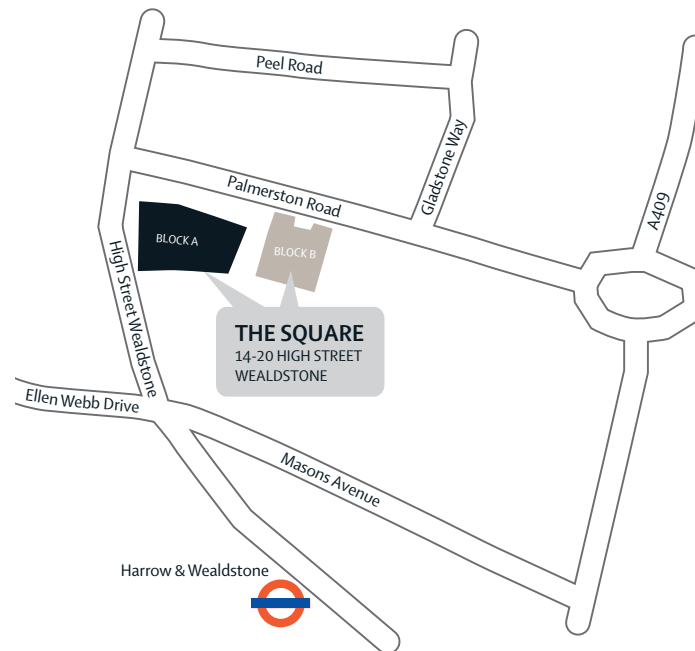 Peel Road
Gladstone Way
Palmerston Road
A409
BLOCK A
BLOCK B
High Street Wealdstone
THE SQUARE
14-20 HIGH STREET
WEALDSTONE
Ellen Webb Drive
Masons Avenue
Harrow & Wealdstone